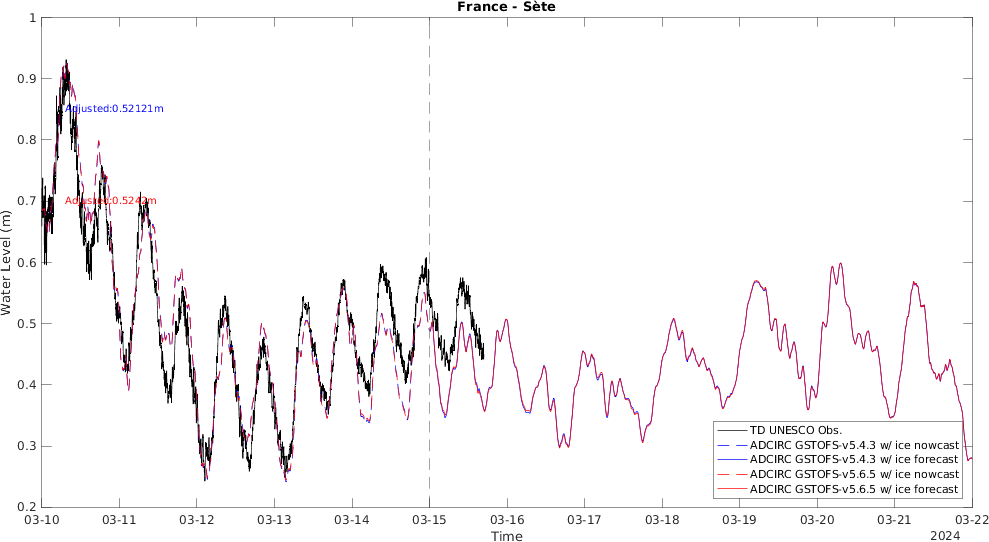 France - Sète
Water Level (m)
1
0.9
0.8
0.7
0.6
0.5
0.4
0.3
0.2
Adjusted:0.52121m
Adjusted:0.5242m
TD UNESCO Obs.
ADCIRC GSTOFS-v5.4.3 w/ ice nowcast
ADCIRC GSTOFS-v5.4.3 w/ ice forecast
ADCIRC GSTOFS-v5.6.5 w/ ice nowcast
ADCIRC GSTOFS-v5.6.5 w/ ice forecast
03-10 03-11 03-12 03-13 03-14 03-15 03-16 03-17 03-18 03-19 03-20 03-21 03-22
Time
2024